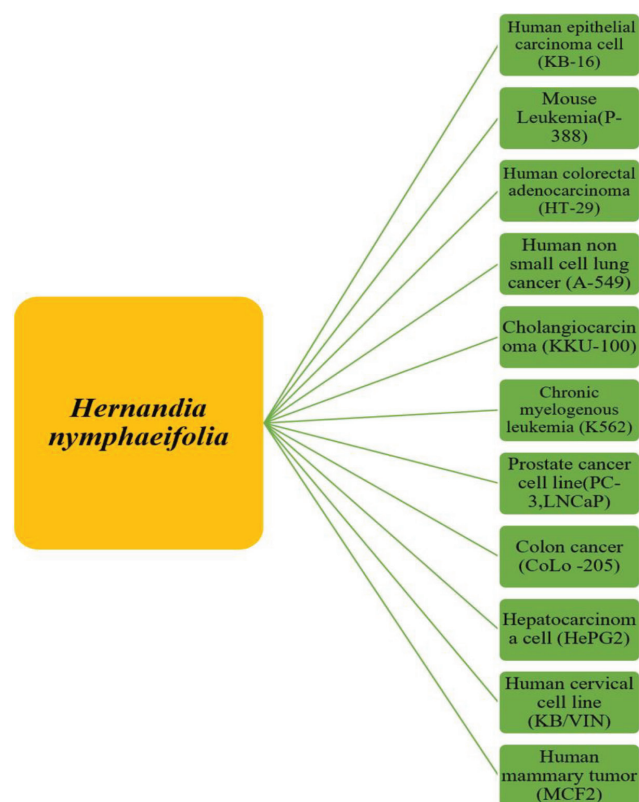 Human epithelial
carcinoma cell
(KB-16)
Mouse
Leukemia(P-
388)
Human colorectal
adenocarcinoma
(HT-29)
Human non
small cell lung
cancer (A-549)
Cholangiocarcin
oma (KKU-100)
Chronic
myelogenous
leukemia (K562)
Prostate cancer
cell line(PC-
3,LNCaP)
Colon cancer
(CoLo -205)
Hepatocarcinom
a cell (HePG2)
Human cervical
cell line
(KB/VIN)
Human
mammary tumor
(MCF2)
Hernandia
nymphaeifolia